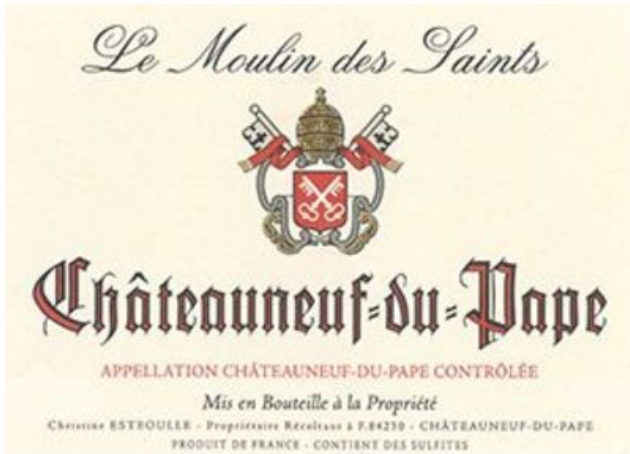 Le Moulin des Saints
Châteauneuf-du-Pape
APPELLATION CHÂTEAUNEUF-DU-PAPE CONTRÔLÉE
Mis en Bouteille à la Propriété
Christine ESTEOULLE - Propriétaire Récoltant à F.84230 - CHÂTEAUNEUF-DU-PAPE
PRODUIT DE FRANCE - CONTIENT DES SULFITES